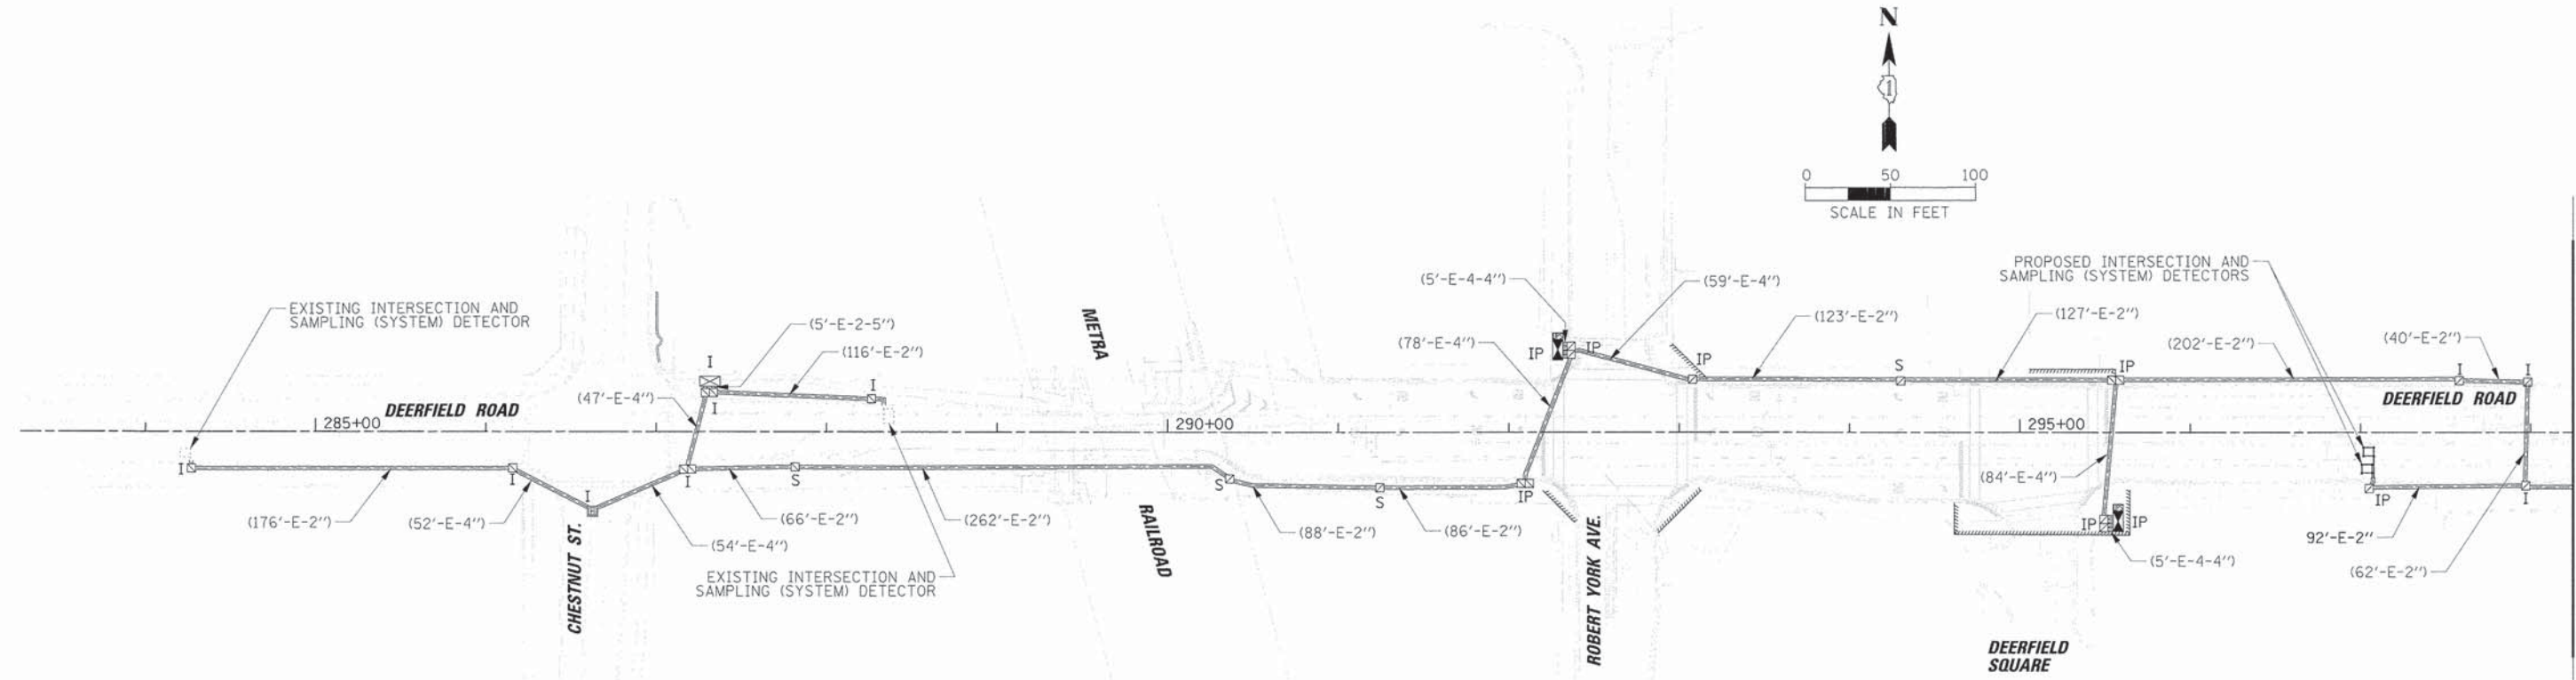 N
1
0 50 100
SCALE IN FEET
PROPOSED INTERSECTION AND
SAMPLING (SYSTEM) DETECTORS
EXISTING INTERSECTION AND
SAMPLING (SYSTEM) DETECTOR
(5'-E-2-5'')
(116'-E-2'')
METRA
(5'-E-4-4'')
(59'-E-4'')
(78'-E-4'')
(123'-E-2'')
(127'-E-2'')
(202'-E-2'')
(40'-E-2'')
I
I
I
IP
IP
IP
S
IP
I
I
(47'-E-4'')
DEERFIELD ROAD
DEERFIELD ROAD
285+00
290+00
295+00
I
I
I
I
S
S
S
IP
(84'-E-4'')
IP
I
(176'-E-2'')
(52'-E-4'')
CHESTNUT ST.
(54'-E-4'')
(66'-E-2'')
(262'-E-2'')
RAILROAD
(88'-E-2'')
(86'-E-2'')
ROBERT YORK AVE.
IP
IP
(5'-E-4-4'')
92'-E-2''
(62'-E-2'')
EXISTING INTERSECTION AND
SAMPLING (SYSTEM) DETECTOR
DEERFIELD
SQUARE